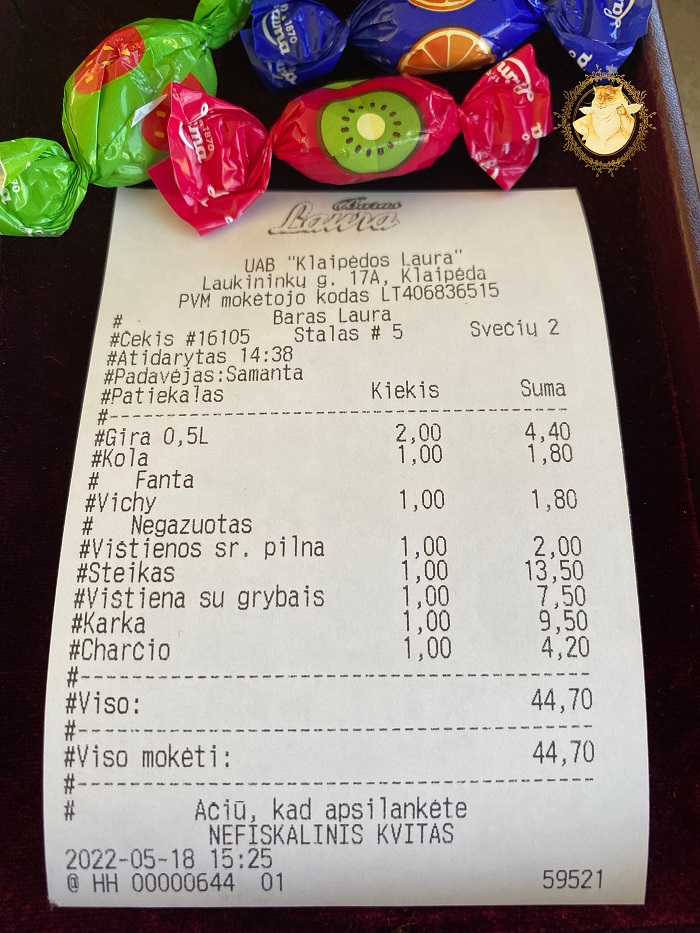 Laura 1870
Baras
Laura
UAB "Klaipėdos Laura"
Laukininkų g. 17A, Klaipėda
PVM mokėtojo kodas LT406836515
# Baras Laura
#Čekis #16105 Stalas # 5 Svečių 2
#Atidarytas 14:38
#Padavėjas:Samanta
#Patiekalas Kiekis Suma
#--------------------------------
#Gira 0,5L 2,00 4,40
#Kola 1,00 1,80
# Fanta
#Vichy 1,00 1,80
# Negazuotas
#Vištienos sr. pilna 1,00 2,00
#Steikas 1,00 13,50
#Vištiena su grybais 1,00 7,50
#Karka 1,00 9,50
#Charčio 1,00 4,20
#--------------------------------
#Viso: 44,70
#--------------------------------
#Viso mokėti: 44,70
#--------------------------------
# Ačiū, kad apsilankėte
NEFISKALINIS KVITAS
2022-05-18 15:25
@ HH 00000644 01 59521